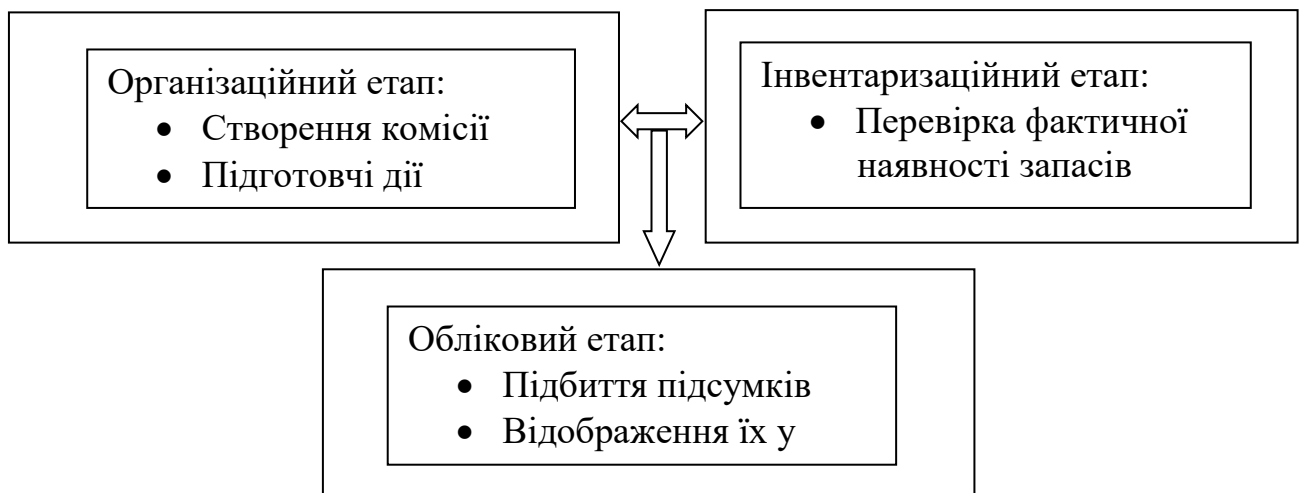 Організаційний етап:
• Створення комісії
• Підготовчі дії
Інвентаризаційний етап:
• Перевірка фактичної
наявності запасів
Обліковий етап:
• Підбиття підсумків
• Відображення їх у